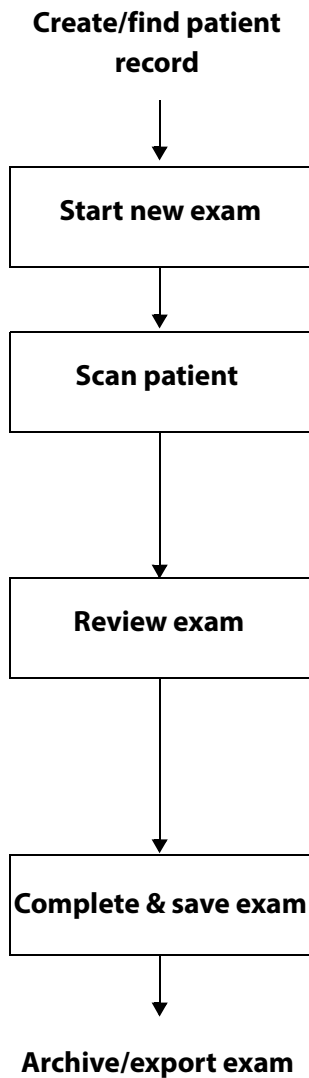 Create/find patient
record
Start new exam
Scan patient
Review exam
Complete & save exam
Archive/export exam